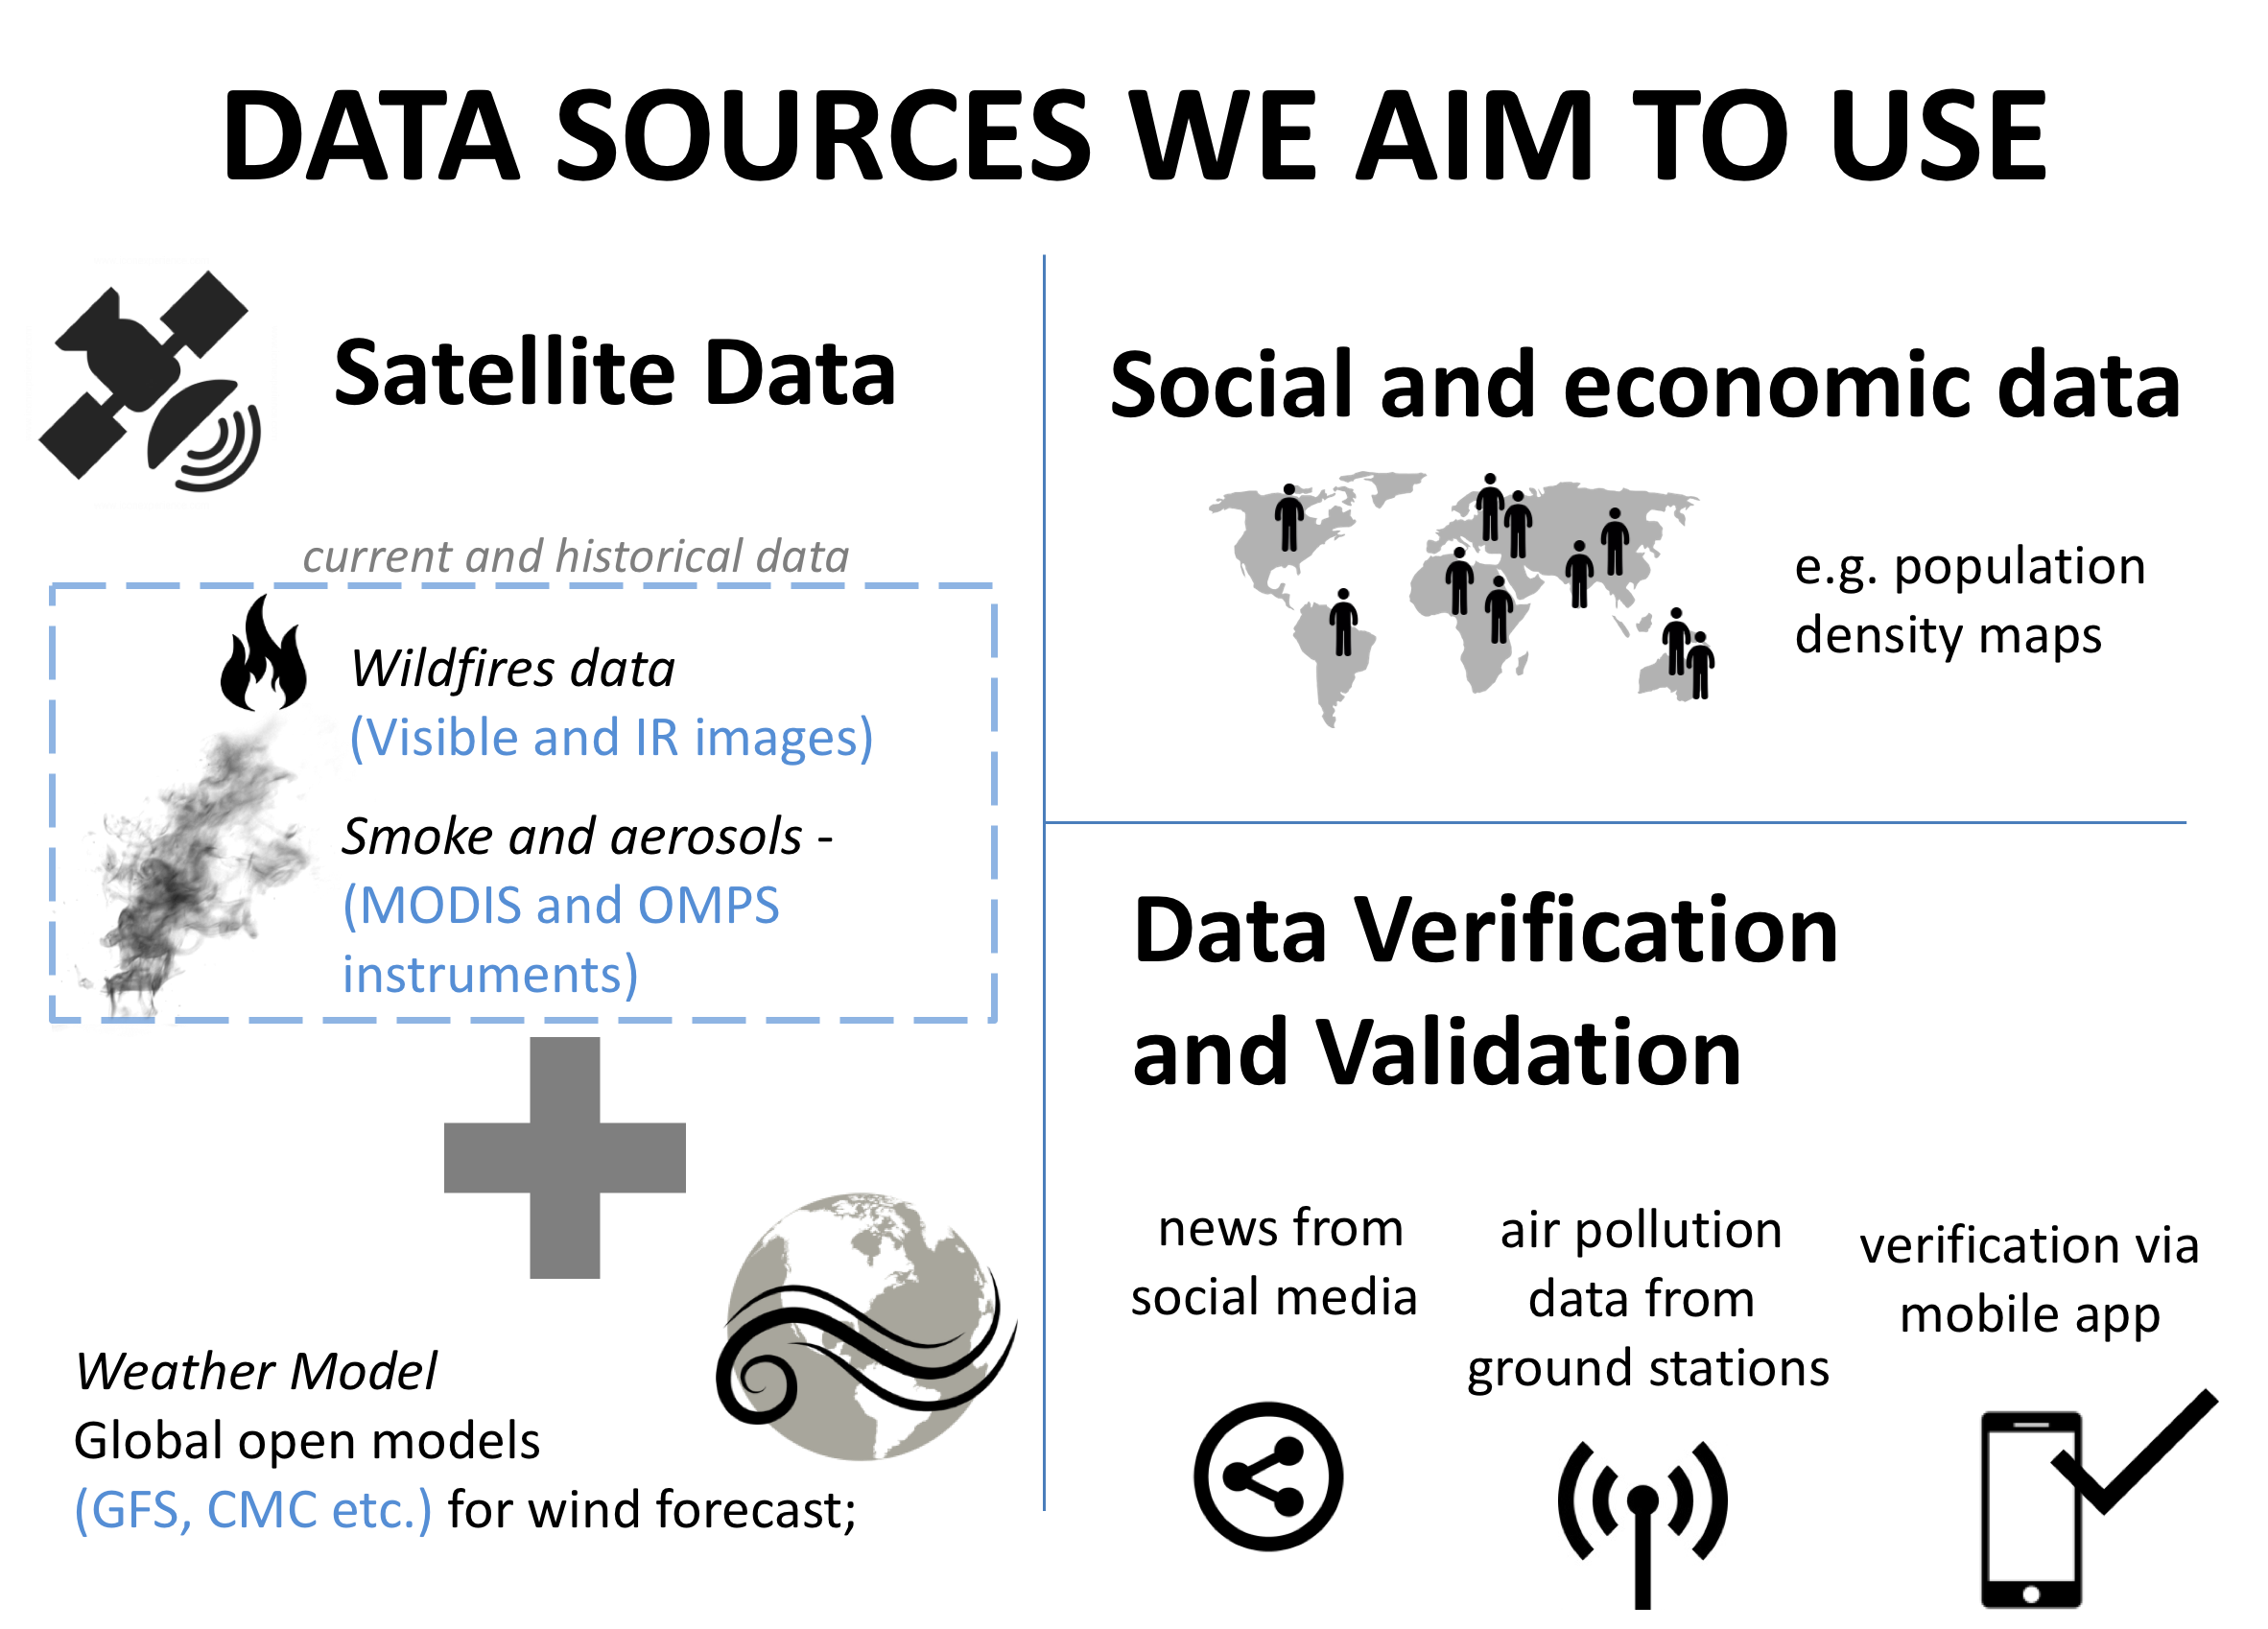 DATA SOURCES WE AIM TO USE
Satellite Data
current and historical data
Wildfires data
(Visible and IR images)
Smoke and aerosols -
(MODIS and OMPS
instruments)
Weather Model
Global open models
(GFS, CMC etc.) for wind forecast;
Social and economic data
e.g. population
density maps
Data Verification
and Validation
news from
social media
air pollution
data from
ground stations
verification via
mobile app